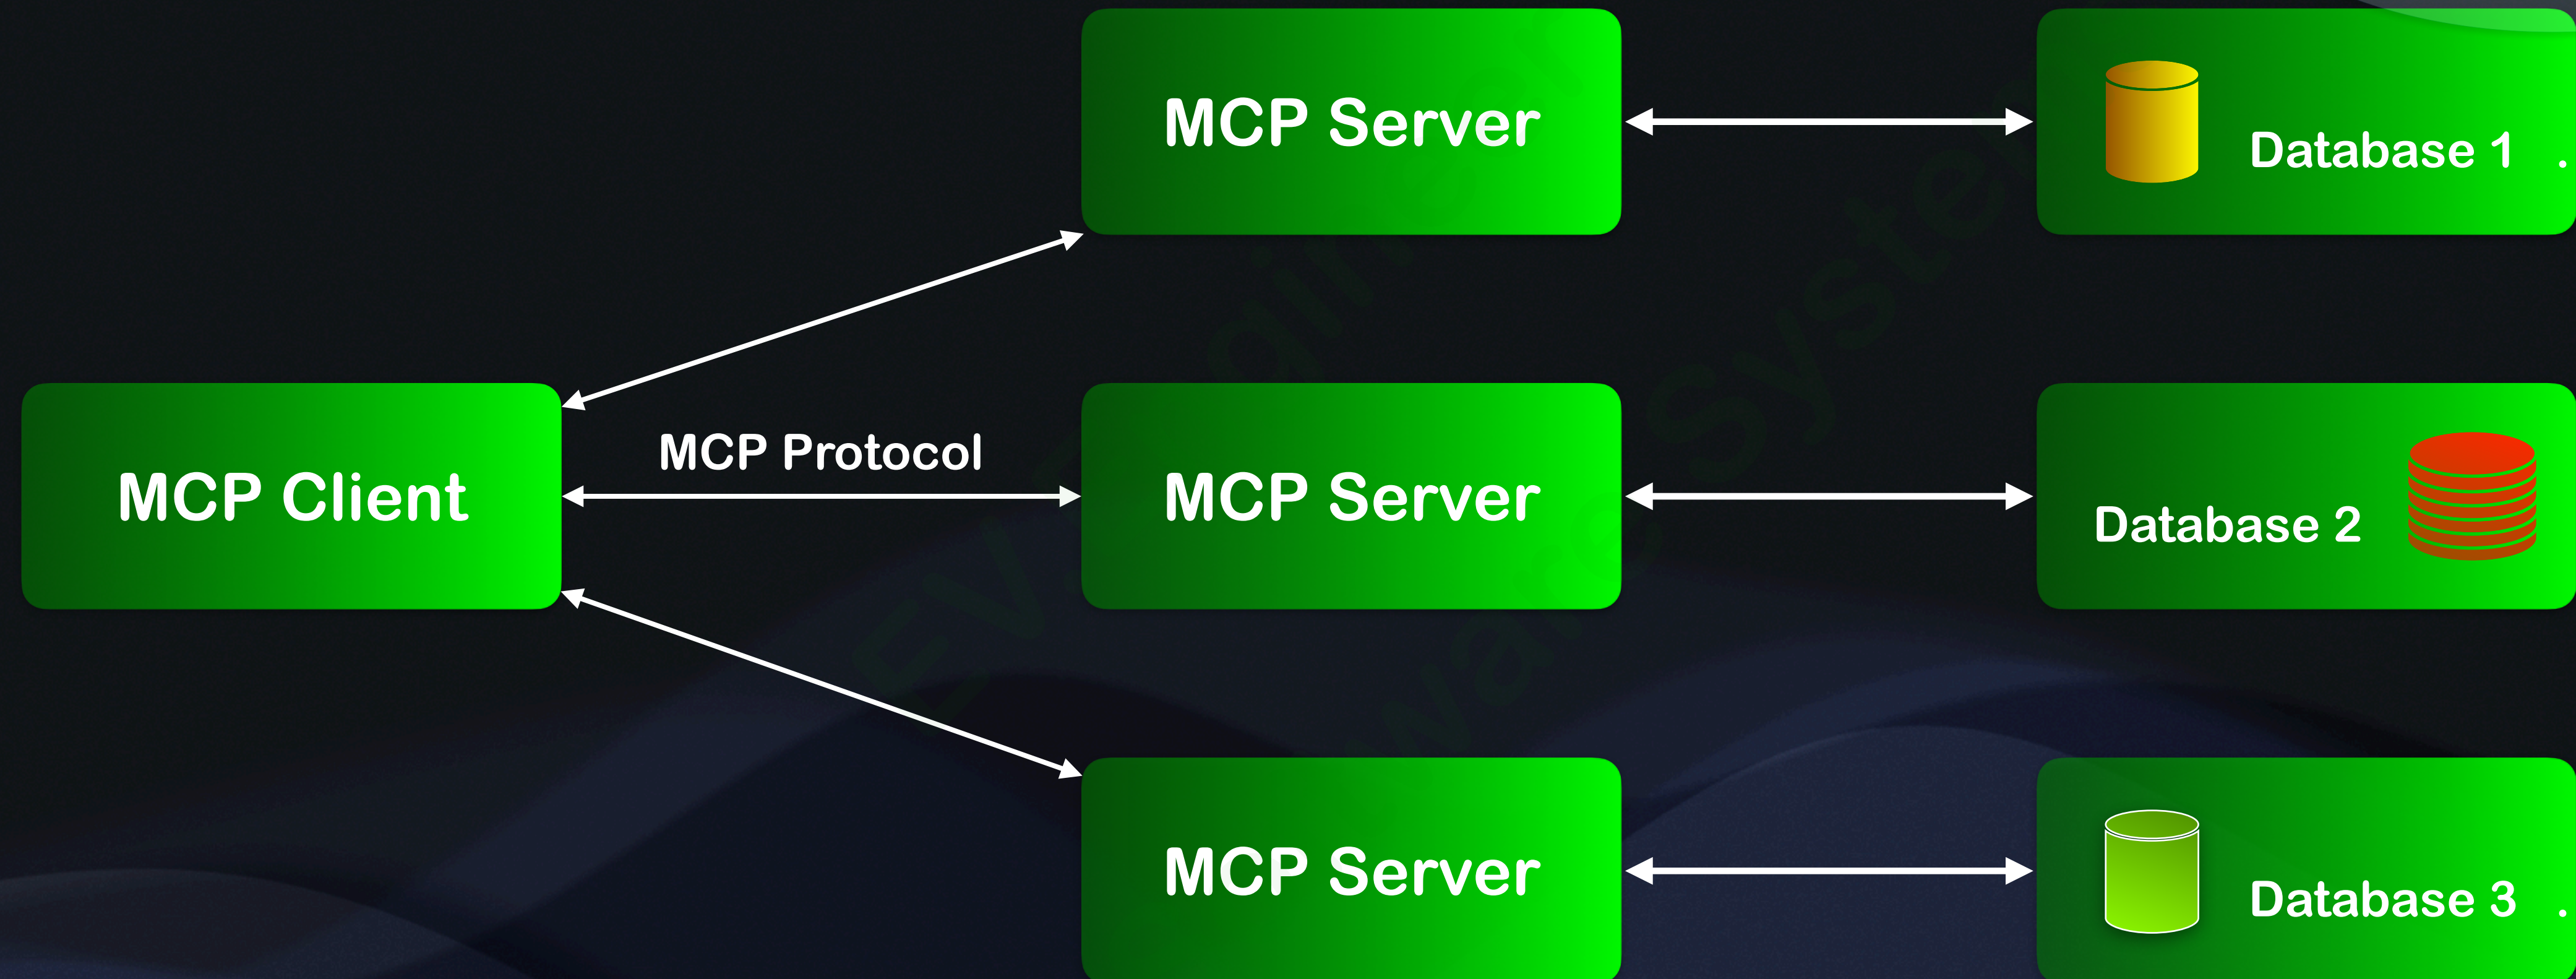 MCP Server
Database 1 .
MCP Protocol
MCP Client
MCP Server
Database 2
MCP Server
Database 3 .